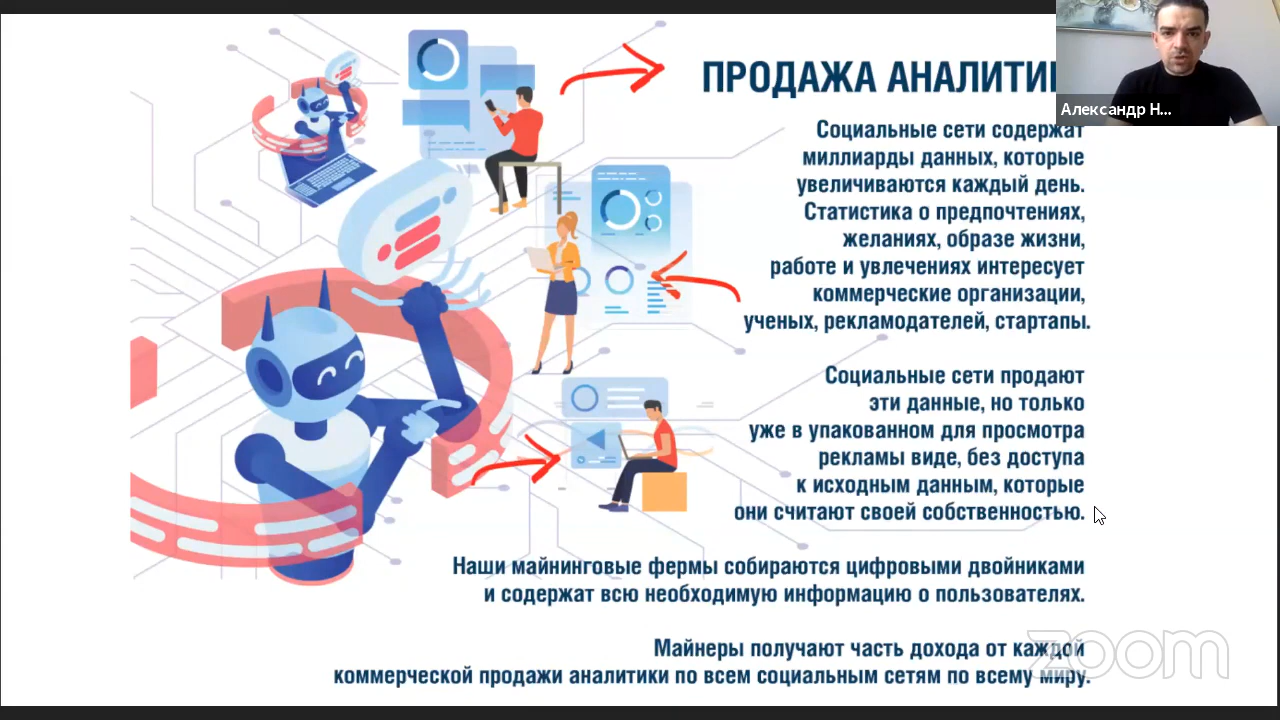 ПРОДАЖА АНАЛИТИ
Александр Н...
Социальные сети содержат
миллиарды данных, которые
увеличиваются каждый день.
Статистика о предпочтениях,
желаниях, образе жизни,
работе и увлечениях интересует
коммерческие организации,
ученых, рекламодателей, стартапы.
Социальные сети продают
эти данные, но только
уже в упакованном для просмотра
рекламы виде, без доступа
к исходным данным, которые
они считают своей собственностью.
Наши майнинговые фермы собираются цифровыми двойниками
и содержат всю необходимую информацию о пользователях.
Майнеры получают часть дохода от каждой
коммерческой продажи аналитики по всем социальным сетям по всему миру.
zoom